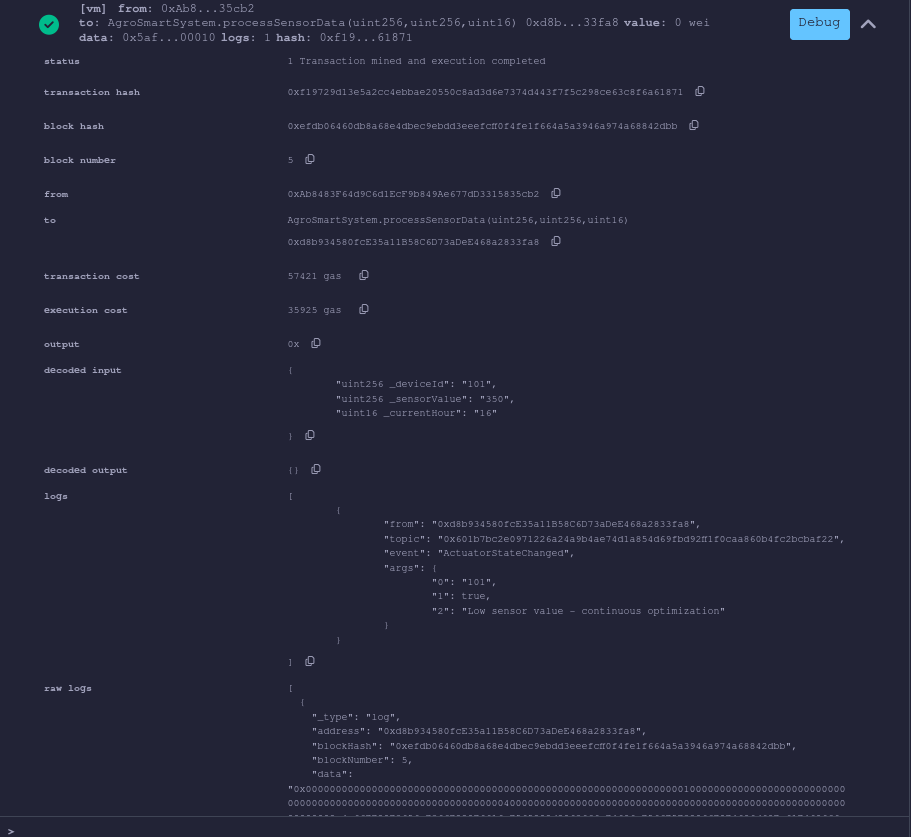 [vm] from: 0xAb8...35cb2
to: AgroSmartSystem.processSensorData(uint256,uint256,uint16) 0xd8b...33fa8 value: 0 wei
data: 0x5af...00010 logs: 1 hash: 0xf19...61871
Debug
status 1 Transaction mined and execution completed
transaction hash 0xf19729d13e5a2cc4ebbae20550c8ad3d6e7374d443f7f5c298ce63c8f6a61871
block hash 0xefdb06460db8a68e4dbec9ebdd3eeefcff0f4fe1f664a5a3946a974a68842dbb
block number 5
from 0xAb8483F64d9C6d1EcF9b849Ae677dD3315835cb2
to AgroSmartSystem.processSensorData(uint256,uint256,uint16)
0xd8b934580fcE35a11B58C6D73aDeE468a2833fa8
transaction cost 57421 gas
execution cost 35925 gas
output 0x
decoded input {
"uint256 _deviceId": "101",
"uint256 _sensorValue": "350",
"uint16 _currentHour": "16"
}
decoded output {}
logs [
{
"from": "0xd8b934580fcE35a11B58C6D73aDeE468a2833fa8",
"topic": "0x601b7bc2e0971226a24a9b4ae74d1a854d69fbd92ff1f0caa860b4fc2bcbaf22",
"event": "ActuatorStateChanged",
"args": {
"0": "101",
"1": true,
"2": "Low sensor value - continuous optimization"
}
}
]
raw logs [
{
"_type": "log",
"address": "0xd8b934580fcE35a11B58C6D73aDeE468a2833fa8",
"blockHash": "0xefdb06460db8a68e4dbec9ebdd3eeefcff0f4fe1f664a5a3946a974a68842dbb",
"blockNumber": 5,
"data":
>